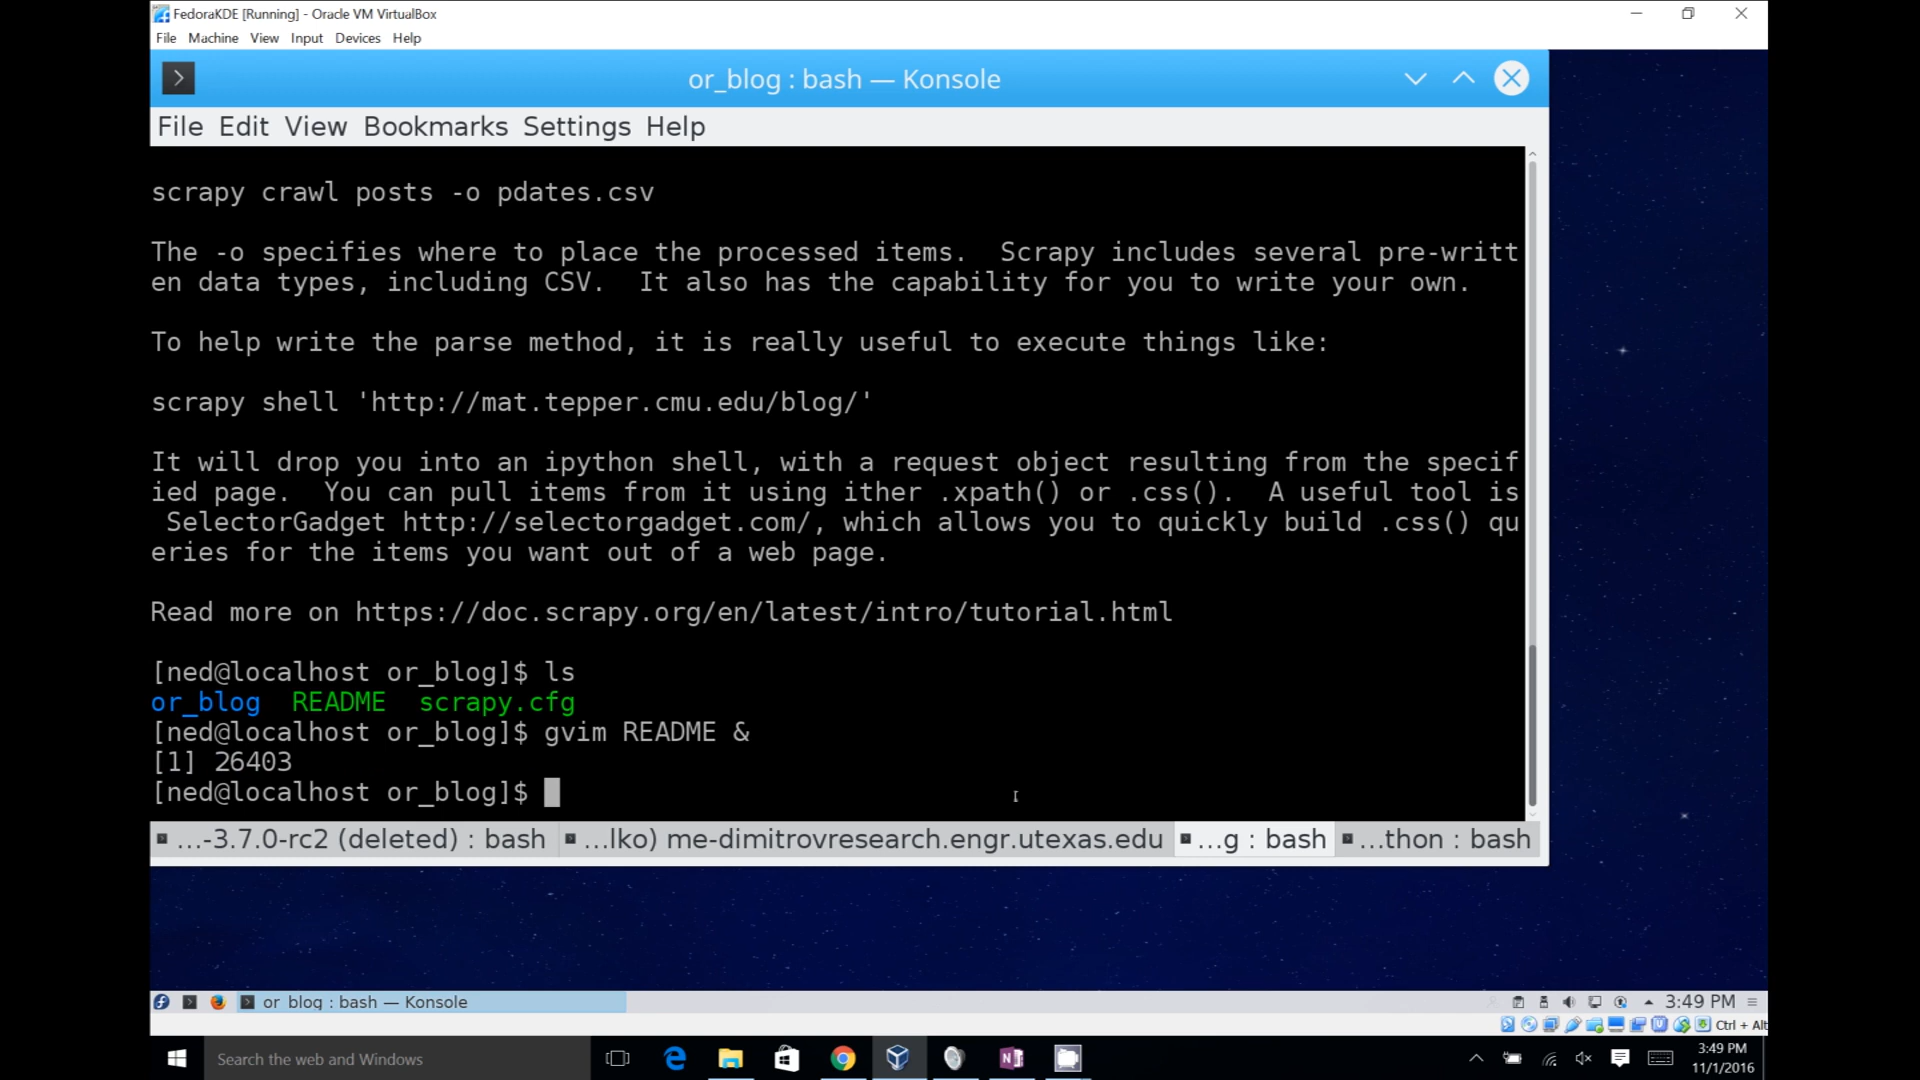 FedoraKDE [Running] - Oracle VM VirtualBox
File Machine View Input Devices Help
or_blog : bash — Konsole
File Edit View Bookmarks Settings Help
scrapy crawl posts -o pdates.csv
The -o specifies where to place the processed items.  Scrapy includes several pre-writt
en data types, including CSV.  It also has the capability for you to write your own.
To help write the parse method, it is really useful to execute things like:
scrapy shell 'http://mat.tepper.cmu.edu/blog/'
It will drop you into an ipython shell, with a request object resulting from the specif
ied page.  You can pull items from it using ither .xpath() or .css().  A useful tool is
 SelectorGadget http://selectorgadget.com/, which allows you to quickly build .css() qu
eries for the items you want out of a web page.
Read more on https://doc.scrapy.org/en/latest/intro/tutorial.html
[ned@localhost or_blog]$ ls
or_blog  README  scrapy.cfg
[ned@localhost or_blog]$ gvim README &
[1] 26403
[ned@localhost or_blog]$
...-3.7.0-rc2 (deleted) : bash ...lko) me-dimitrovresearch.engr.utexas.edu ...g : bash ...thon : bash
or_blog : bash — Konsole 3:49 PM
Ctrl + Alt
Search the web and Windows
3:49 PM
11/1/2016